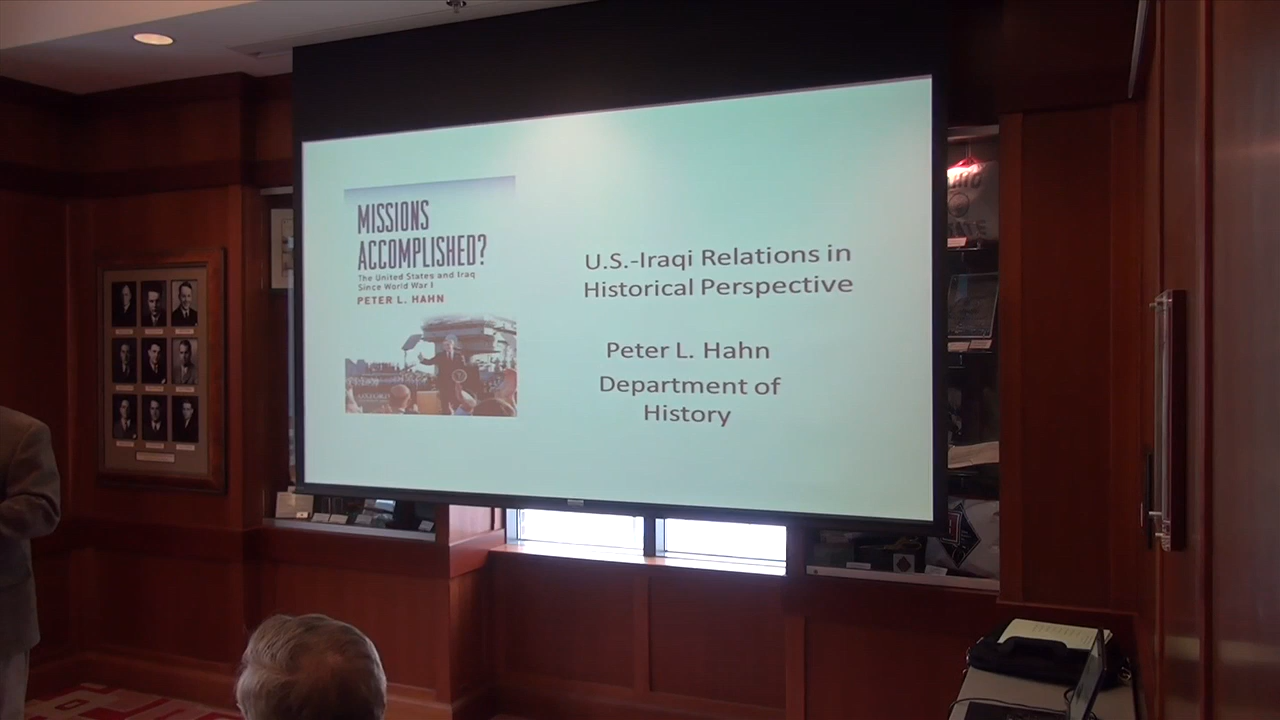 MISSIONS
ACCOMPLISHED?
The United States and Iraq
Since World War I
PETER L. HAHN
U.S.-Iraqi Relations in
Historical Perspective
Peter L. Hahn
Department of
History